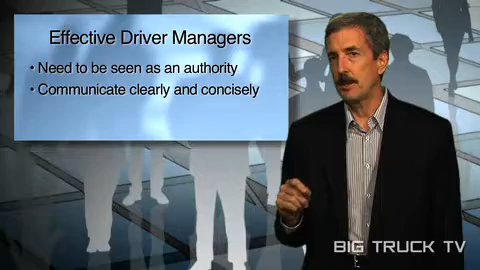 Effective Driver Managers
• Need to be seen as an authority
• Communicate clearly and concisely
BIG TRUCK TV